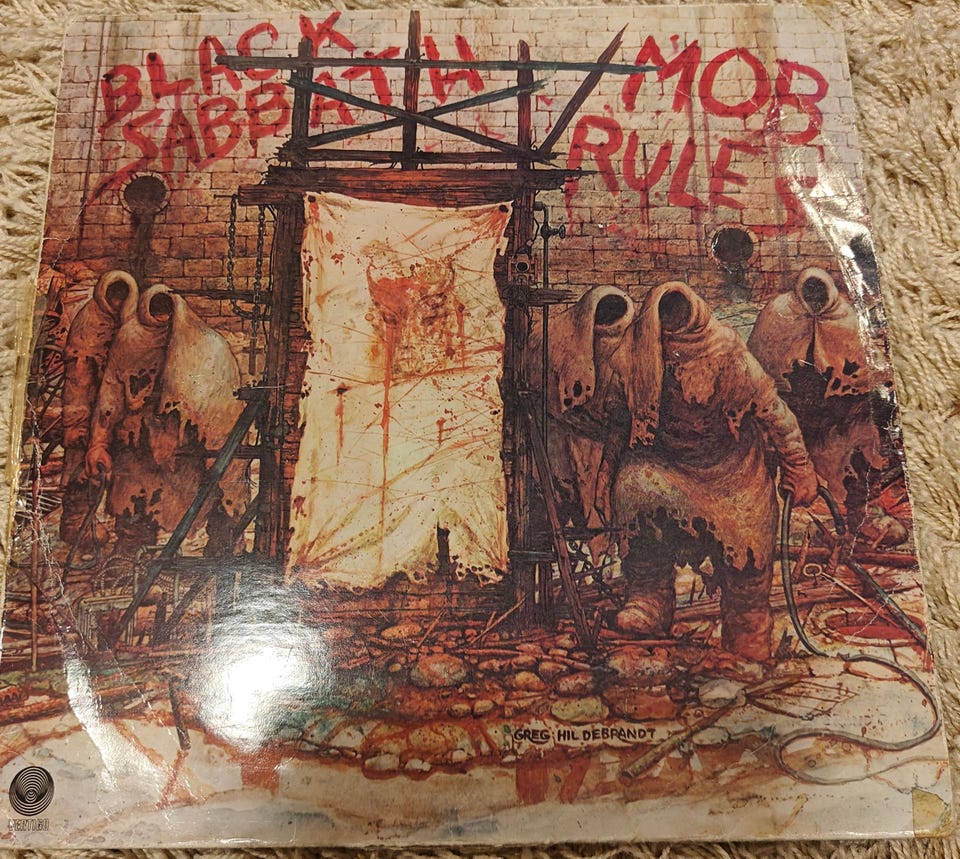 BLACK
SABBATH
MOB
RULES
GREG HILDEBRANDT
VERTIGO